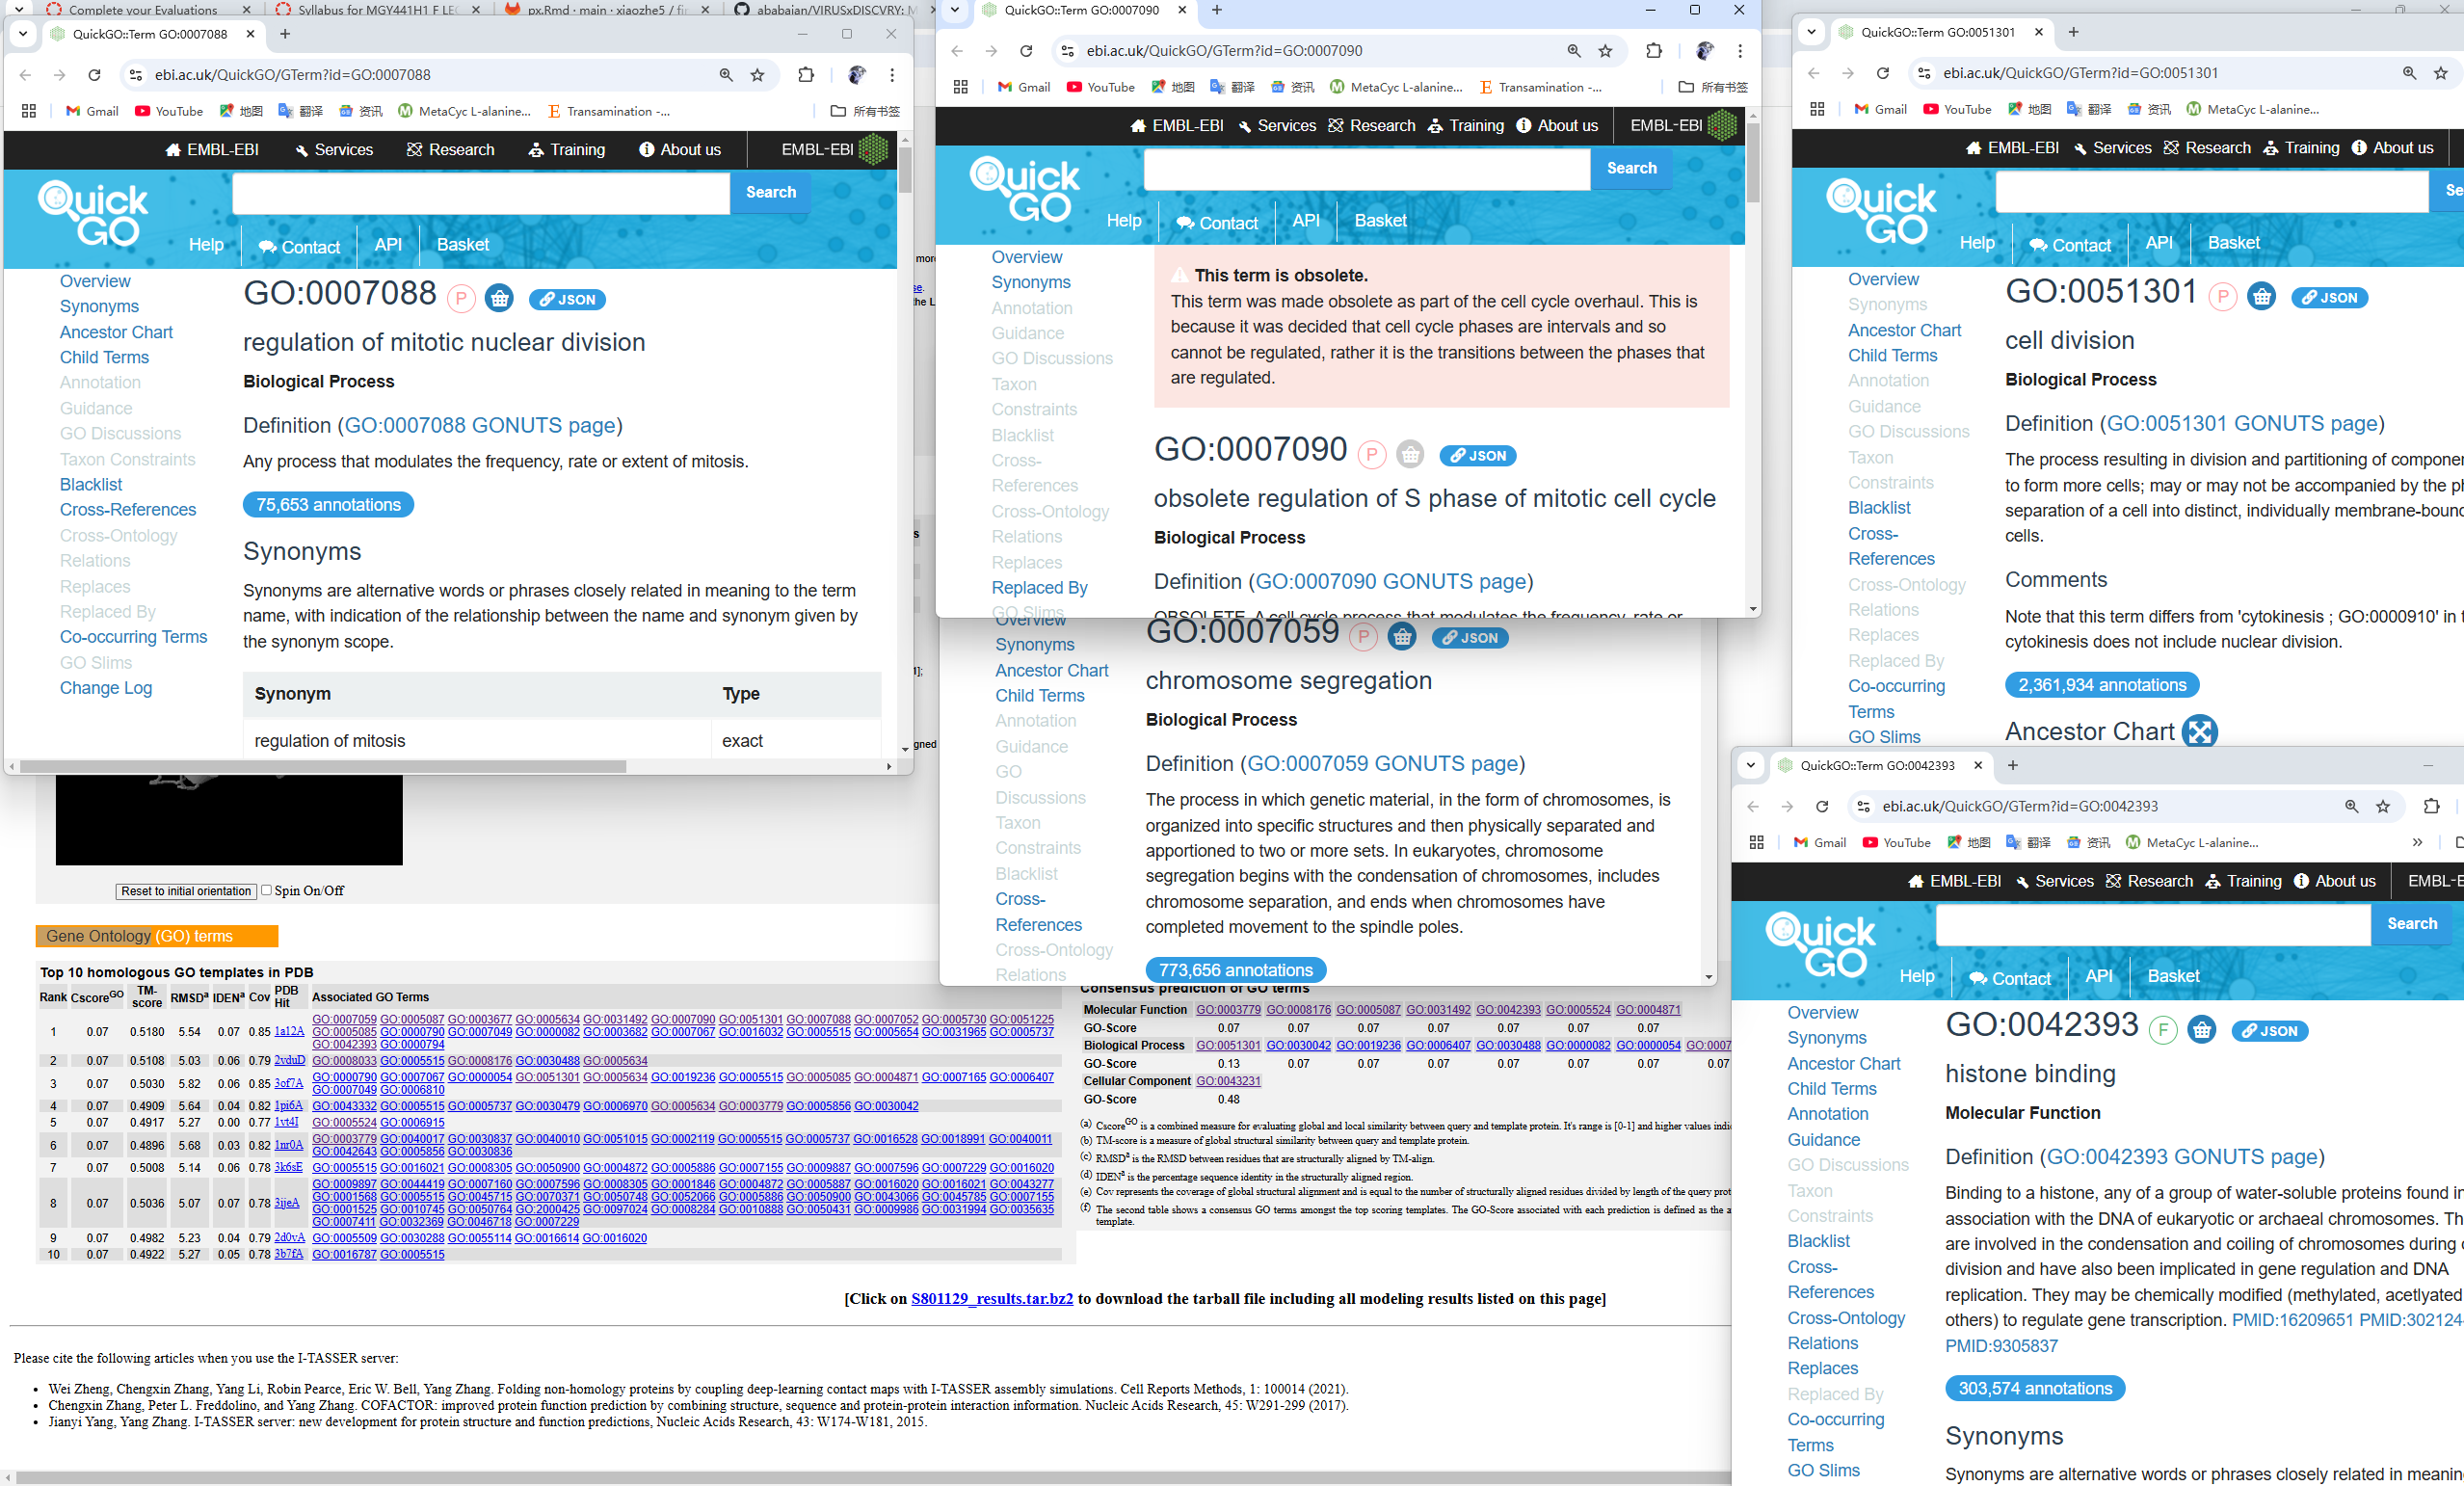 Complete your Evaluations
Syllabus for MGY441H1 F LEC
px.Rmd · main · xiaozhe5 / fir
ababaian/VIRUSxDISCVRY: M
QuickGO::Term GO:0007088
ebi.ac.uk/QuickGO/GTerm?id=GO:0007088
Gmail YouTube 地图 翻译 资讯 MetaCyc L-alanine... Transamination -... 所有书签
EMBL-EBI Services Research Training About us EMBL-EBI
QuickGO
Search
Help Contact API Basket
Overview
Synonyms
Ancestor Chart
Child Terms
Annotation
Guidance
GO Discussions
Taxon Constraints
Blacklist
Cross-References
Cross-Ontology
Relations
Replaces
Replaced By
Co-occurring Terms
GO Slims
Change Log
GO:0007088 P JSON
regulation of mitotic nuclear division
Biological Process
Definition (GO:0007088 GONUTS page)
Any process that modulates the frequency, rate or extent of mitosis.
75,653 annotations
Synonyms
Synonyms are alternative words or phrases closely related in meaning to the term
name, with indication of the relationship between the name and synonym given by
the synonym scope.
Synonym Type
regulation of mitosis exact
QuickGO::Term GO:0007090
ebi.ac.uk/QuickGO/GTerm?id=GO:0007090
Gmail YouTube 地图 翻译 资讯 MetaCyc L-alanine... Transamination -... 所有书签
EMBL-EBI Services Research Training About us EMBL-EBI
QuickGO
Search
Help Contact API Basket
Overview
Synonyms
Annotation
Guidance
GO Discussions
Taxon
Constraints
Blacklist
Cross-
References
Cross-Ontology
Relations
Replaces
Replaced By
GO Slims
This term is obsolete.
This term was made obsolete as part of the cell cycle overhaul. This is
because it was decided that cell cycle phases are intervals and so
cannot be regulated, rather it is the transitions between the phases that
are regulated.
GO:0007090 P JSON
obsolete regulation of S phase of mitotic cell cycle
Biological Process
Definition (GO:0007090 GONUTS page)
OBSOLETE. A cell cycle process that modulates the frequency, rate or
Overview
Synonyms
Ancestor Chart
Child Terms
Annotation
Guidance
GO
Discussions
Taxon
Constraints
Blacklist
Cross-
References
Cross-Ontology
Relations
GO:0007059 P JSON
chromosome segregation
Biological Process
Definition (GO:0007059 GONUTS page)
The process in which genetic material, in the form of chromosomes, is
organized into specific structures and then physically separated and
apportioned to two or more sets. In eukaryotes, chromosome
segregation begins with the condensation of chromosomes, includes
chromosome separation, and ends when chromosomes have
completed movement to the spindle poles.
773,656 annotations
QuickGO::Term GO:0051301
ebi.ac.uk/QuickGO/GTerm?id=GO:0051301
Gmail YouTube 地图 翻译 资讯 MetaCyc L-alanine...
EMBL-EBI Services Research Training About us
QuickGO
Se
Help Contact API Basket
Overview
Synonyms
Ancestor Chart
Child Terms
Annotation
Guidance
GO Discussions
Taxon
Constraints
Blacklist
Cross-
References
Cross-Ontology
Relations
Replaces
Replaced By
Co-occurring
Terms
GO Slims
GO:0051301 P JSON
cell division
Biological Process
Definition (GO:0051301 GONUTS page)
The process resulting in division and partitioning of componen
to form more cells; may or may not be accompanied by the ph
separation of a cell into distinct, individually membrane-bound
cells.
Comments
Note that this term differs from 'cytokinesis ; GO:0000910' in t
cytokinesis does not include nuclear division.
2,361,934 annotations
Ancestor Chart
QuickGO::Term GO:0042393
ebi.ac.uk/QuickGO/GTerm?id=GO:0042393
Gmail YouTube 地图 翻译 资讯 MetaCyc L-alanine...
EMBL-EBI Services Research Training About us EMBL-E
QuickGO
Search
Help Contact API Basket
Overview
Synonyms
Ancestor Chart
Child Terms
Annotation
Guidance
GO Discussions
Taxon
Constraints
Blacklist
Cross-
References
Cross-Ontology
Relations
Replaces
Replaced By
Co-occurring
Terms
GO Slims
GO:0042393 F JSON
histone binding
Molecular Function
Definition (GO:0042393 GONUTS page)
Binding to a histone, any of a group of water-soluble proteins found in
association with the DNA of eukaryotic or archaeal chromosomes. Th
are involved in the condensation and coiling of chromosomes during
division and have also been implicated in gene regulation and DNA
replication. They may be chemically modified (methylated, acetlyated
others) to regulate gene transcription. PMID:16209651 PMID:302124
PMID:9305837
303,574 annotations
Synonyms
Synonyms are alternative words or phrases closely related in meanin
Reset to initial orientation Spin On/Off
Gene Ontology (GO) terms
Top 10 homologous GO templates in PDB
Rank CscoreGO TM-score RMSDa IDENa Cov PDB Hit Associated GO Terms
1 0.07 0.5180 5.54 0.07 0.85 1a12A GO:0007059 GO:0005087 GO:0003677 GO:0005634 GO:0031492 GO:0007090 GO:0051301 GO:0007088 GO:0007052 GO:0005730 GO:0051225
GO:0005085 GO:0000790 GO:0007049 GO:0000082 GO:0003682 GO:0007067 GO:0016032 GO:0005515 GO:0005654 GO:0031965 GO:0005737
GO:0042393 GO:0000794
2 0.07 0.5108 5.03 0.06 0.79 2vduD GO:0008033 GO:0005515 GO:0008176 GO:0030488 GO:0005634
3 0.07 0.5030 5.82 0.06 0.85 3of7A GO:0000790 GO:0007067 GO:0000054 GO:0051301 GO:0005634 GO:0019236 GO:0005515 GO:0005085 GO:0004871 GO:0007165 GO:0006407
GO:0007049 GO:0006810
4 0.07 0.4909 5.64 0.04 0.82 1pi6A GO:0043332 GO:0005515 GO:0005737 GO:0030479 GO:0006970 GO:0005634 GO:0003779 GO:0005856 GO:0030042
5 0.07 0.4917 5.27 0.00 0.77 1vt4I GO:0005524 GO:0006915
6 0.07 0.4896 5.68 0.03 0.82 1nr0A GO:0003779 GO:0040017 GO:0030837 GO:0040010 GO:0051015 GO:0002119 GO:0005515 GO:0005737 GO:0016528 GO:0018991 GO:0040011
GO:0042643 GO:0005856 GO:0030836
7 0.07 0.5008 5.14 0.06 0.78 3k6sE GO:0005515 GO:0016021 GO:0008305 GO:0050900 GO:0004872 GO:0005886 GO:0007155 GO:0009887 GO:0007596 GO:0007229 GO:0016020
8 0.07 0.5036 5.07 0.07 0.78 3ijeA GO:0009897 GO:0044419 GO:0007160 GO:0007596 GO:0008305 GO:0001846 GO:0004872 GO:0005887 GO:0016020 GO:0016021 GO:0043277
GO:0001568 GO:0005515 GO:0045715 GO:0070371 GO:0050748 GO:0052066 GO:0005886 GO:0050900 GO:0043066 GO:0045785 GO:0007155
GO:0001525 GO:0010745 GO:0050764 GO:2000425 GO:0097024 GO:0008284 GO:0010888 GO:0050431 GO:0009986 GO:0031994 GO:0035635
GO:0007411 GO:0032369 GO:0046718 GO:0007229
9 0.07 0.4982 5.23 0.04 0.79 2d0vA GO:0005509 GO:0030288 GO:0055114 GO:0016614 GO:0016020
10 0.07 0.4922 5.27 0.05 0.78 3b7fA GO:0016787 GO:0005515
Consensus prediction of GO terms
Molecular Function GO:0003779 GO:0008176 GO:0005087 GO:0031492 GO:0042393 GO:0005524 GO:0004871
GO-Score 0.07 0.07 0.07 0.07 0.07 0.07 0.07
Biological Process GO:0051301 GO:0030042 GO:0019236 GO:0006407 GO:0030488 GO:0000082 GO:0000054 GO:0007
GO-Score 0.13 0.07 0.07 0.07 0.07 0.07 0.07 0.07
Cellular Component GO:0043231
GO-Score 0.48
(a) CscoreGO is a combined measure for evaluating global and local similarity between query and template protein. It's range is [0-1] and higher values indi
(b) TM-score is a measure of global structural similarity between query and template protein.
(c) RMSDa is the RMSD between residues that are structurally aligned by TM-align.
(d) IDENa is the percentage sequence identity in the structurally aligned region.
(e) Cov represents the coverage of global structural alignment and is equal to the number of structurally aligned residues divided by length of the query prot
(f) The second table shows a consensus GO terms amongst the top scoring templates. The GO-Score associated with each prediction is defined as the a
template.
[Click on S801129_results.tar.bz2 to download the tarball file including all modeling results listed on this page]
Please cite the following articles when you use the I-TASSER server:
• Wei Zheng, Chengxin Zhang, Yang Li, Robin Pearce, Eric W. Bell, Yang Zhang. Folding non-homology proteins by coupling deep-learning contact maps with I-TASSER assembly simulations. Cell Reports Methods, 1: 100014 (2021).
• Chengxin Zhang, Peter L. Freddolino, and Yang Zhang. COFACTOR: improved protein function prediction by combining structure, sequence and protein-protein interaction information. Nucleic Acids Research, 45: W291-299 (2017).
• Jianyi Yang, Yang Zhang. I-TASSER server: new development for protein structure and function predictions, Nucleic Acids Research, 43: W174-W181, 2015.